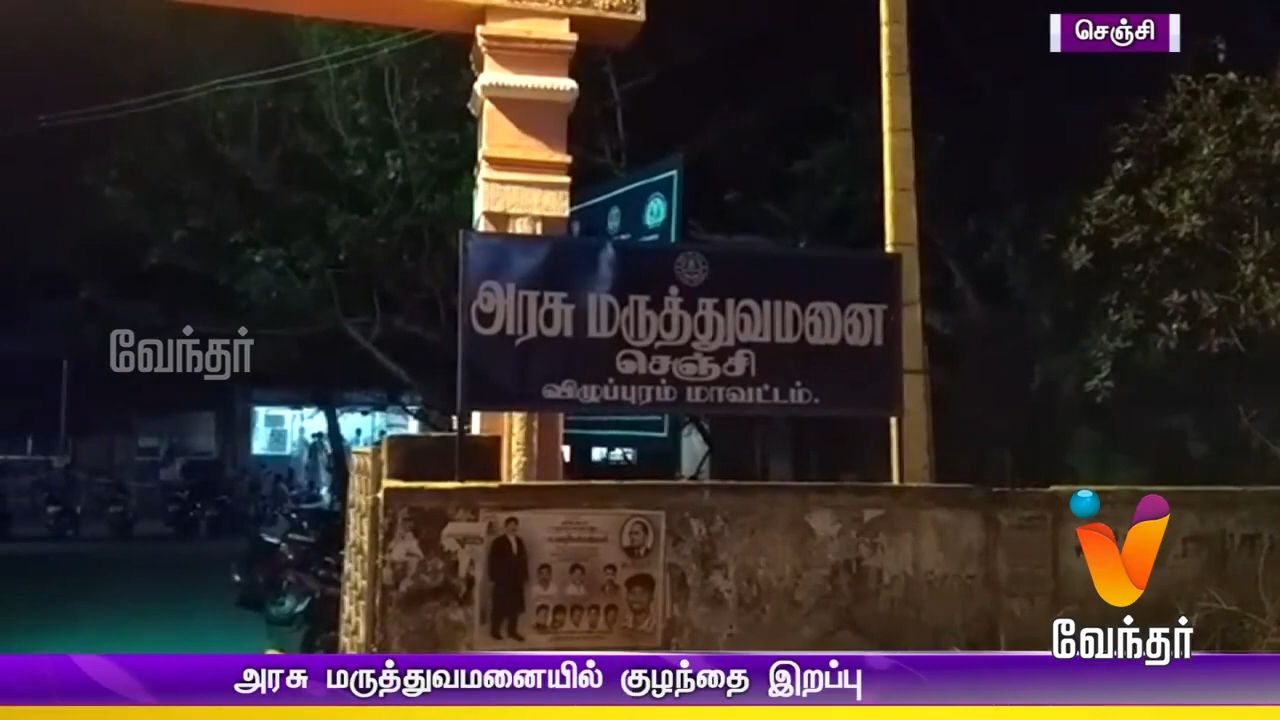 செஞ்சி
அரசு மருத்துவமனை
செஞ்சி
விழுப்புரம் மாவட்டம்.
வேந்தர்
வேந்தர்
அரசு மருத்துவமனையில் குழந்தை இறப்பு